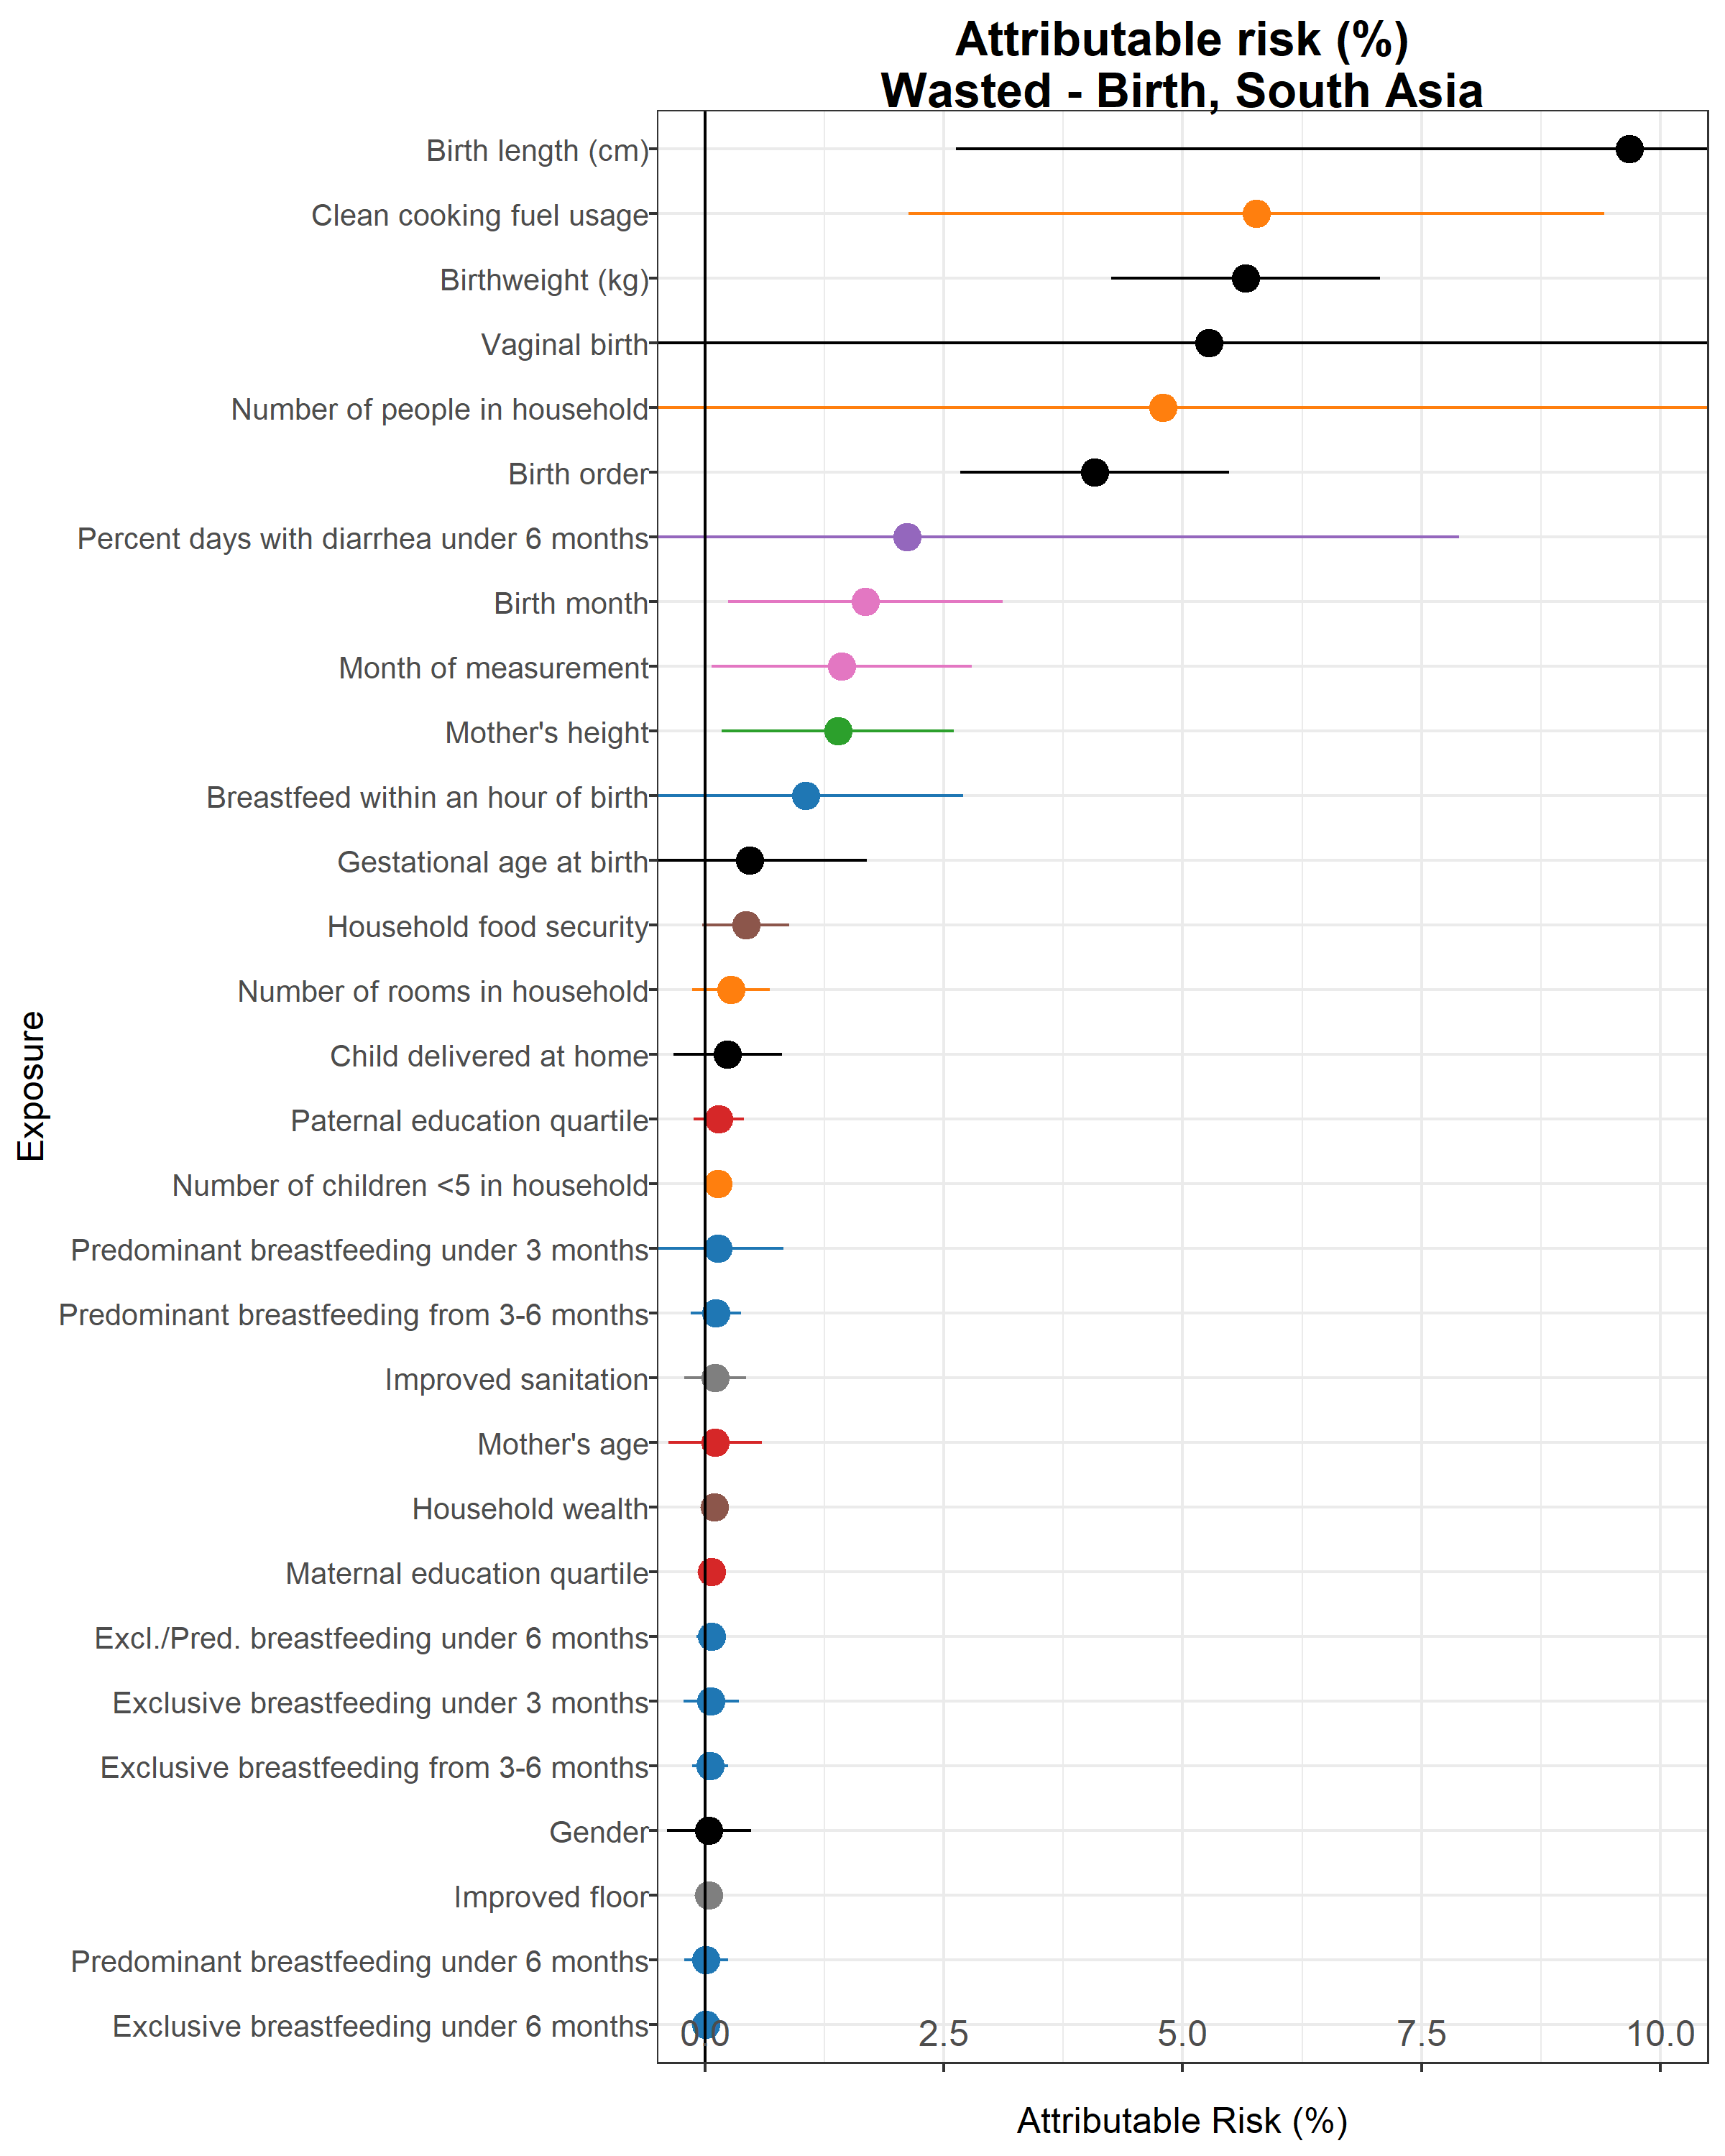 Attributable risk (%)
Wasted - Birth, South Asia
Birth length (cm)
Clean cooking fuel usage
Birthweight (kg)
Vaginal birth
Number of people in household
Birth order
Percent days with diarrhea under 6 months
Birth month
Month of measurement
Mother's height
Breastfeed within an hour of birth
Gestational age at birth
Household food security
Number of rooms in household
Child delivered at home
Paternal education quartile
Number of children <5 in household
Predominant breastfeeding under 3 months
Predominant breastfeeding from 3-6 months
Improved sanitation
Mother's age
Household wealth
Maternal education quartile
Excl./Pred. breastfeeding under 6 months
Exclusive breastfeeding under 3 months
Exclusive breastfeeding from 3-6 months
Gender
Improved floor
Predominant breastfeeding under 6 months
Exclusive breastfeeding under 6 months
Exposure
0.0 2.5 5.0 7.5 10.0
Attributable Risk (%)